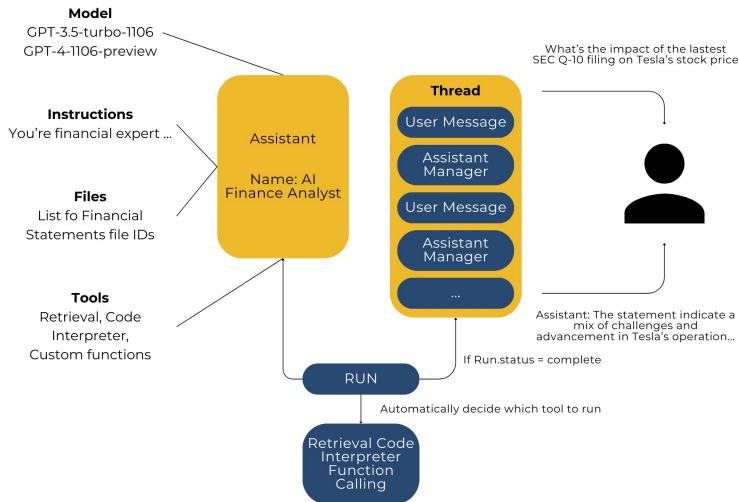 Model
GPT-3.5-turbo-1106
GPT-4-1106-preview
Instructions
You're financial expert ...
Files
List fo Financial
Statements file IDs
Tools
Retrieval, Code
Interpreter,
Custom functions
Assistant
Name: AI
Finance Analyst
Thread
User Message
Assistant
Manager
User Message
Assistant
Manager
...
What's the impact of the lastest
SEC Q-10 filing on Tesla's stock price
Assistant: The statement indicate a
mix of challenges and
advancement in Tesla's operation...
If Run.status = complete
RUN
Automatically decide which tool to run
Retrieval Code
Interpreter
Function
Calling